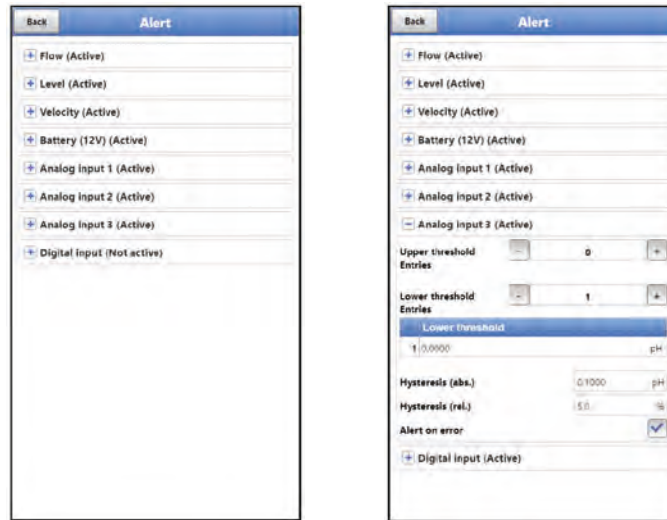 Back Alert
Flow (Active)
Level (Active)
Velocity (Active)
Battery (12V) (Active)
Analog input 1 (Active)
Analog input 2 (Active)
Analog input 3 (Active)
Digital input (Not active)
Back Alert
Flow (Active)
Level (Active)
Velocity (Active)
Battery (12V) (Active)
Analog input 1 (Active)
Analog input 2 (Active)
Analog input 3 (Active)
Upper threshold - 0 +
Entries
Lower threshold - 1 +
Entries
Lower threshold
1 0.0000 pH
Hysteresis (abs.) 0.1000 pH
Hysteresis (rel.) 5.0 %
Alert on error
Digital input (Active)